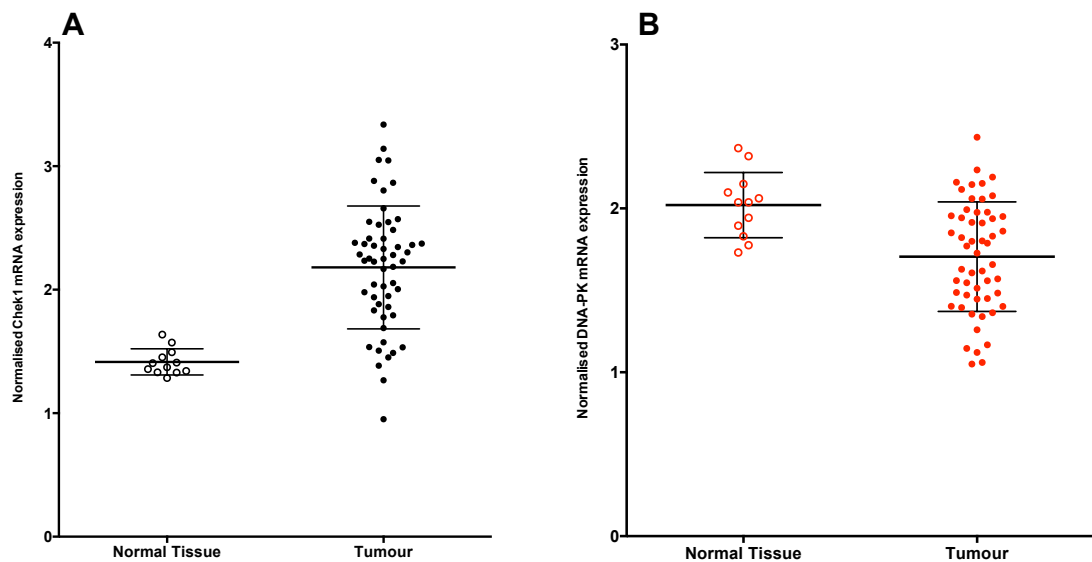 A
Normalised Chek1 mRNA expression
4
3
2
1
0
Normal Tissue
Tumour
B
Normalised DNA-PK mRNA expression
3
2
1
0
Normal Tissue
Tumour